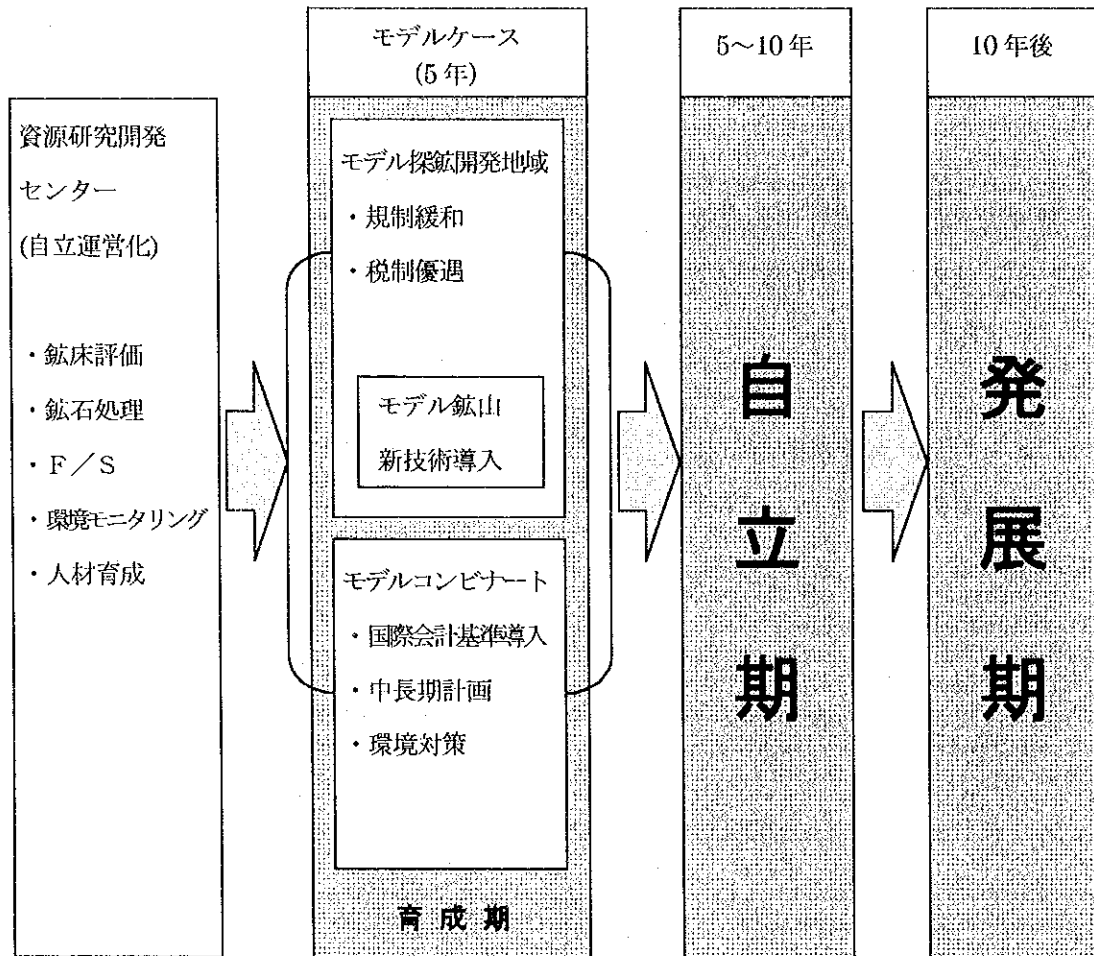 資源研究開発
センター
(自立運営化)
・鉱床評価
・鉱石処理
・Ｆ／Ｓ
・環境モニタリング
・人材育成
モデルケース
(5年)
モデル探鉱開発地域
・規制緩和
・税制優遇
モデル鉱山
新技術導入
モデルコンビナート
・国際会計基準導入
・中長期計画
・環境対策
育成期
5～10年
自立期
10年後
発展期